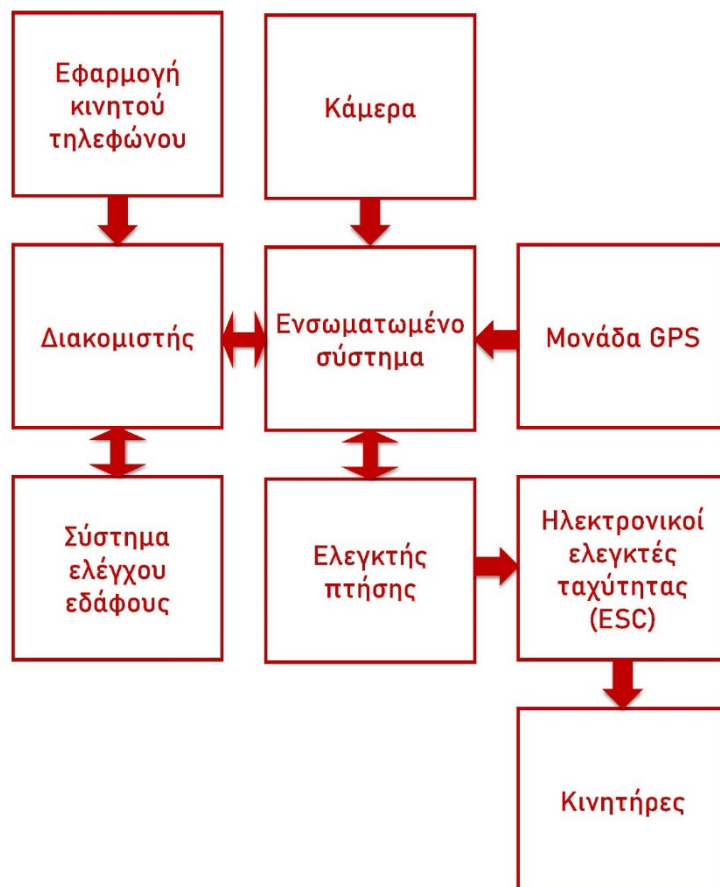 Εφαρμογή
κινητού
τηλεφώνου
Κάμερα
Διακομιστής
Ενσωματωμένο
σύστημα
Μονάδα GPS
Σύστημα
ελέγχου
εδάφους
Ελεγκτής
πτήσης
Ηλεκτρονικοί
ελεγκτές
ταχύτητας
(ESC)
Κινητήρες